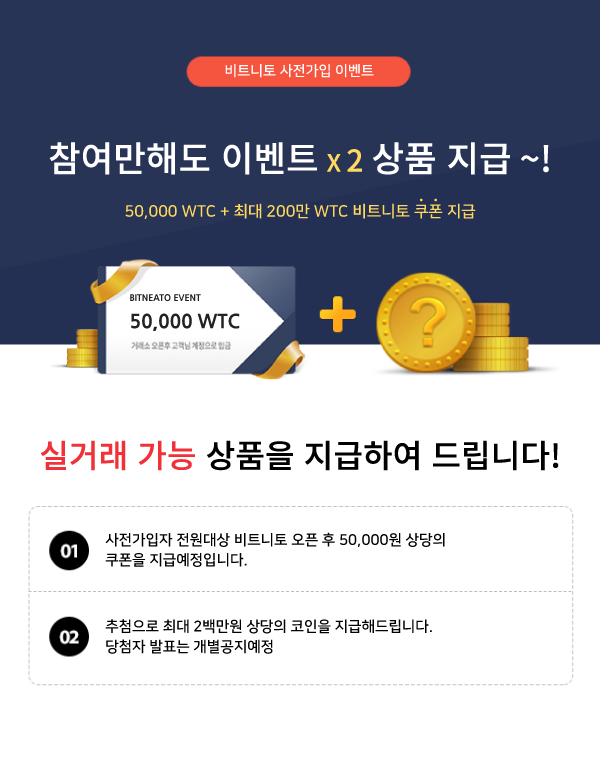 비트니토 사전가입 이벤트
참여만해도 이벤트 x 2 상품 지급 ~!
50,000 WTC + 최대 200만 WTC 비트니토 쿠폰 지급
BITNEATO EVENT
50,000 WTC
거래소 오픈후 고객님 계정으로 입금
+
?
실거래 가능 상품을 지급하여 드립니다!
01
사전가입자 전원대상 비트니토 오픈 후 50,000원 상당의
쿠폰을 지급예정입니다.
02
추첨으로 최대 2백만원 상당의 코인을 지급해드립니다.
당첨자 발표는 개별공지예정